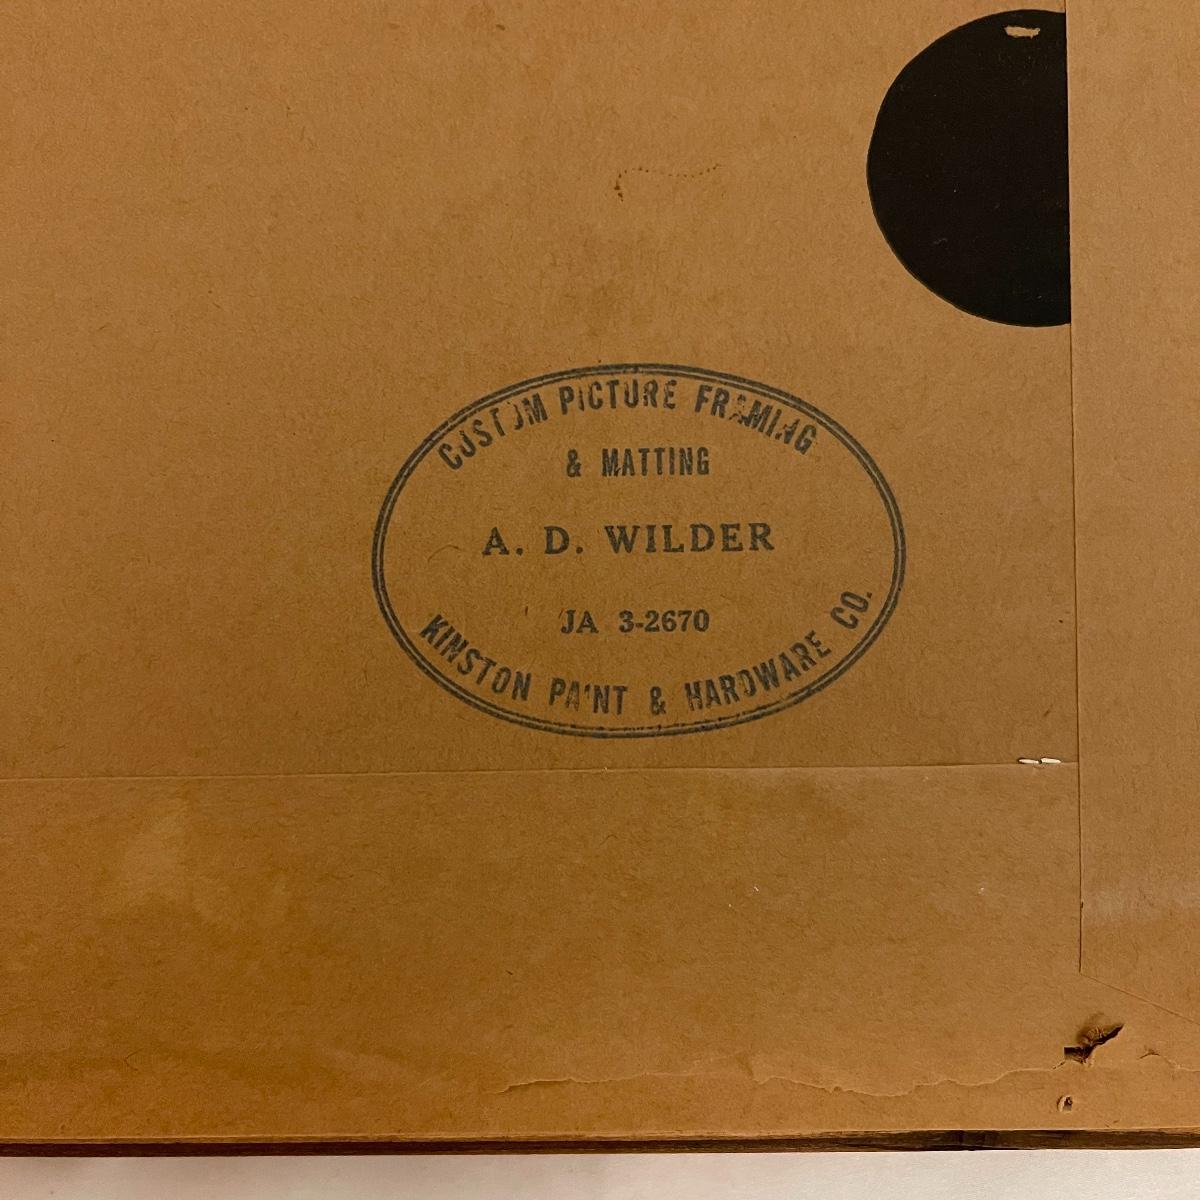 CUSTOM PICTURE FRAMING
& MATTING
A. D. WILDER
JA 3-2670
KINSTON PAINT & HARDWARE CO.